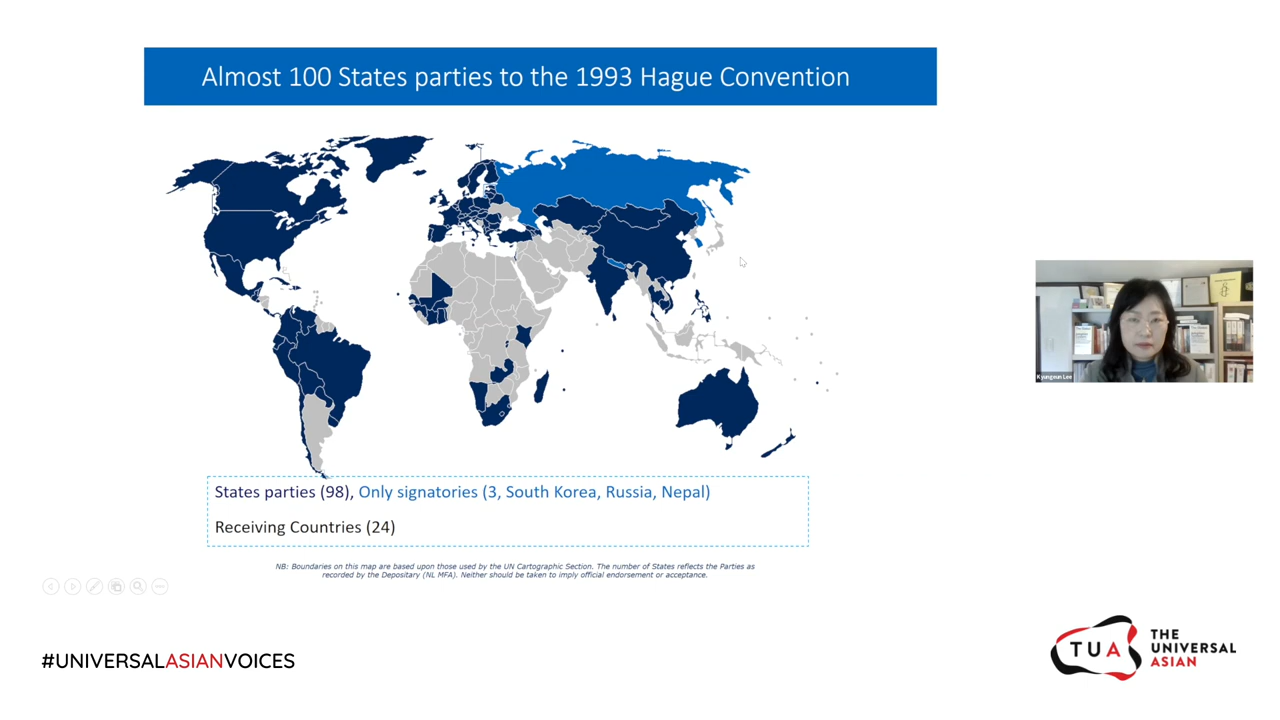 Almost 100 States parties to the 1993 Hague Convention
States parties (98), Only signatories (3, South Korea, Russia, Nepal)
Receiving Countries (24)
NB: Boundaries on this map are based upon those used by the UN Cartographic Section. The number of States reflects the Parties as
recorded by the Depositary (NL MFA). Neither should be taken to imply official endorsement or acceptance.
Kyungeun Lee
#UNIVERSALASIANVOICES
TUA
THE
UNIVERSAL
ASIAN